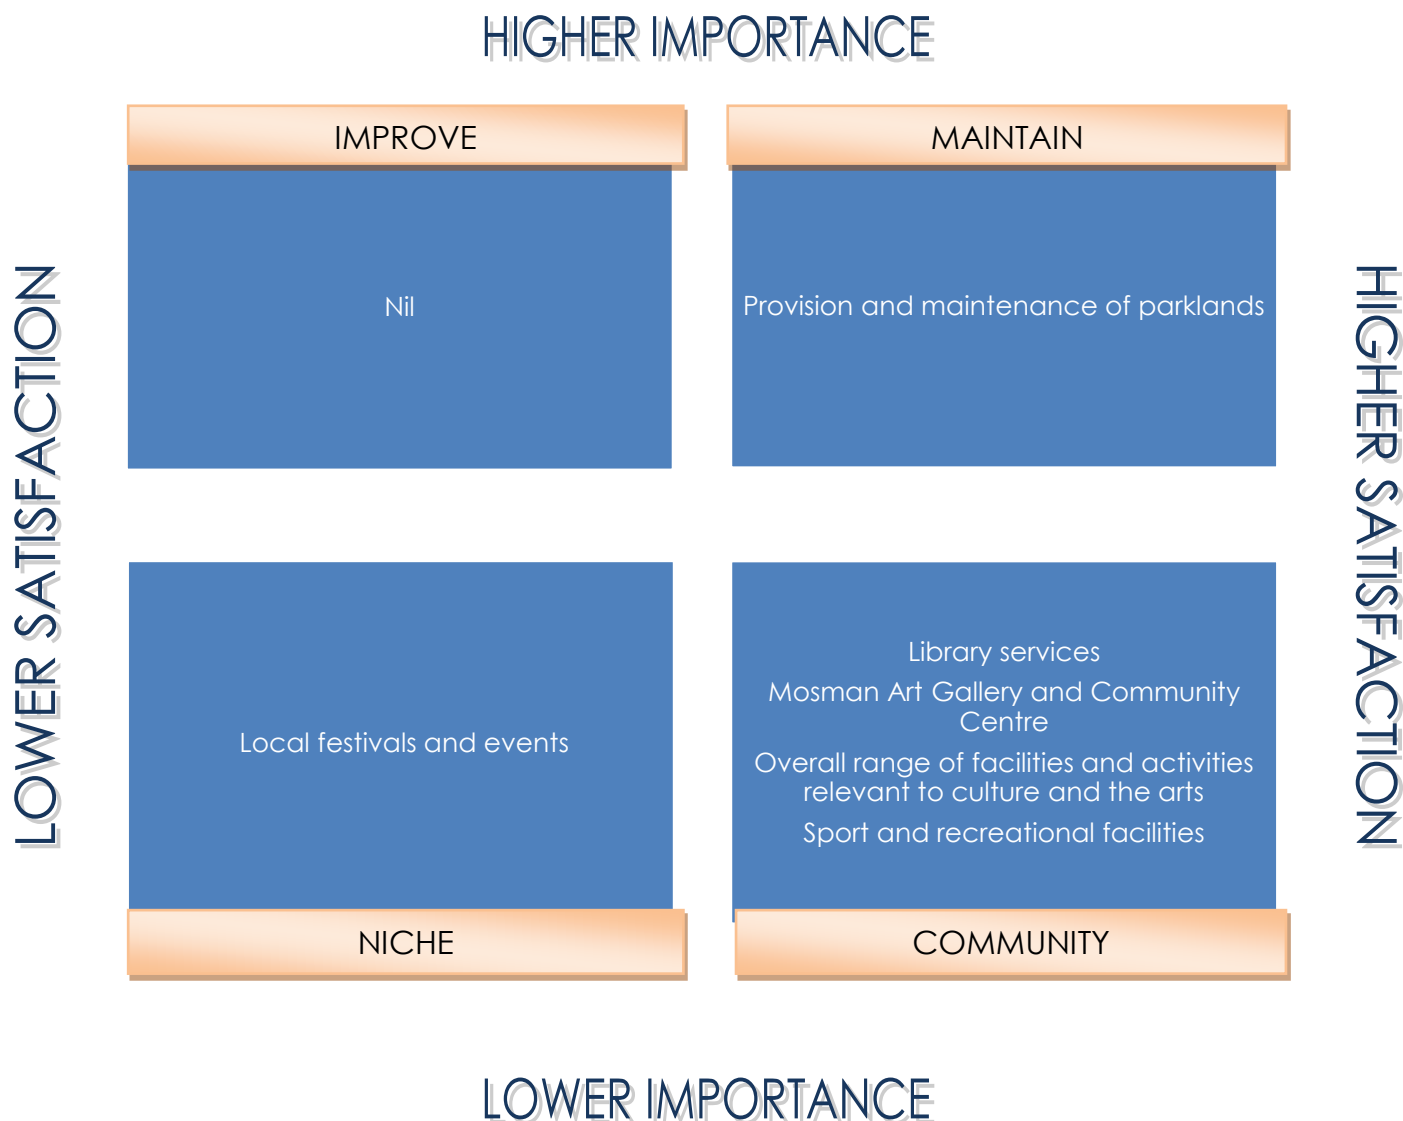 HIGHER IMPORTANCE
IMPROVE
MAINTAIN
LOWER SATISFACTION
Nil
Provision and maintenance of parklands
HIGHER SATISFACTION
Local festivals and events
Library services
Mosman Art Gallery and Community
Centre
Overall range of facilities and activities
relevant to culture and the arts
Sport and recreational facilities
NICHE
COMMUNITY
LOWER IMPORTANCE